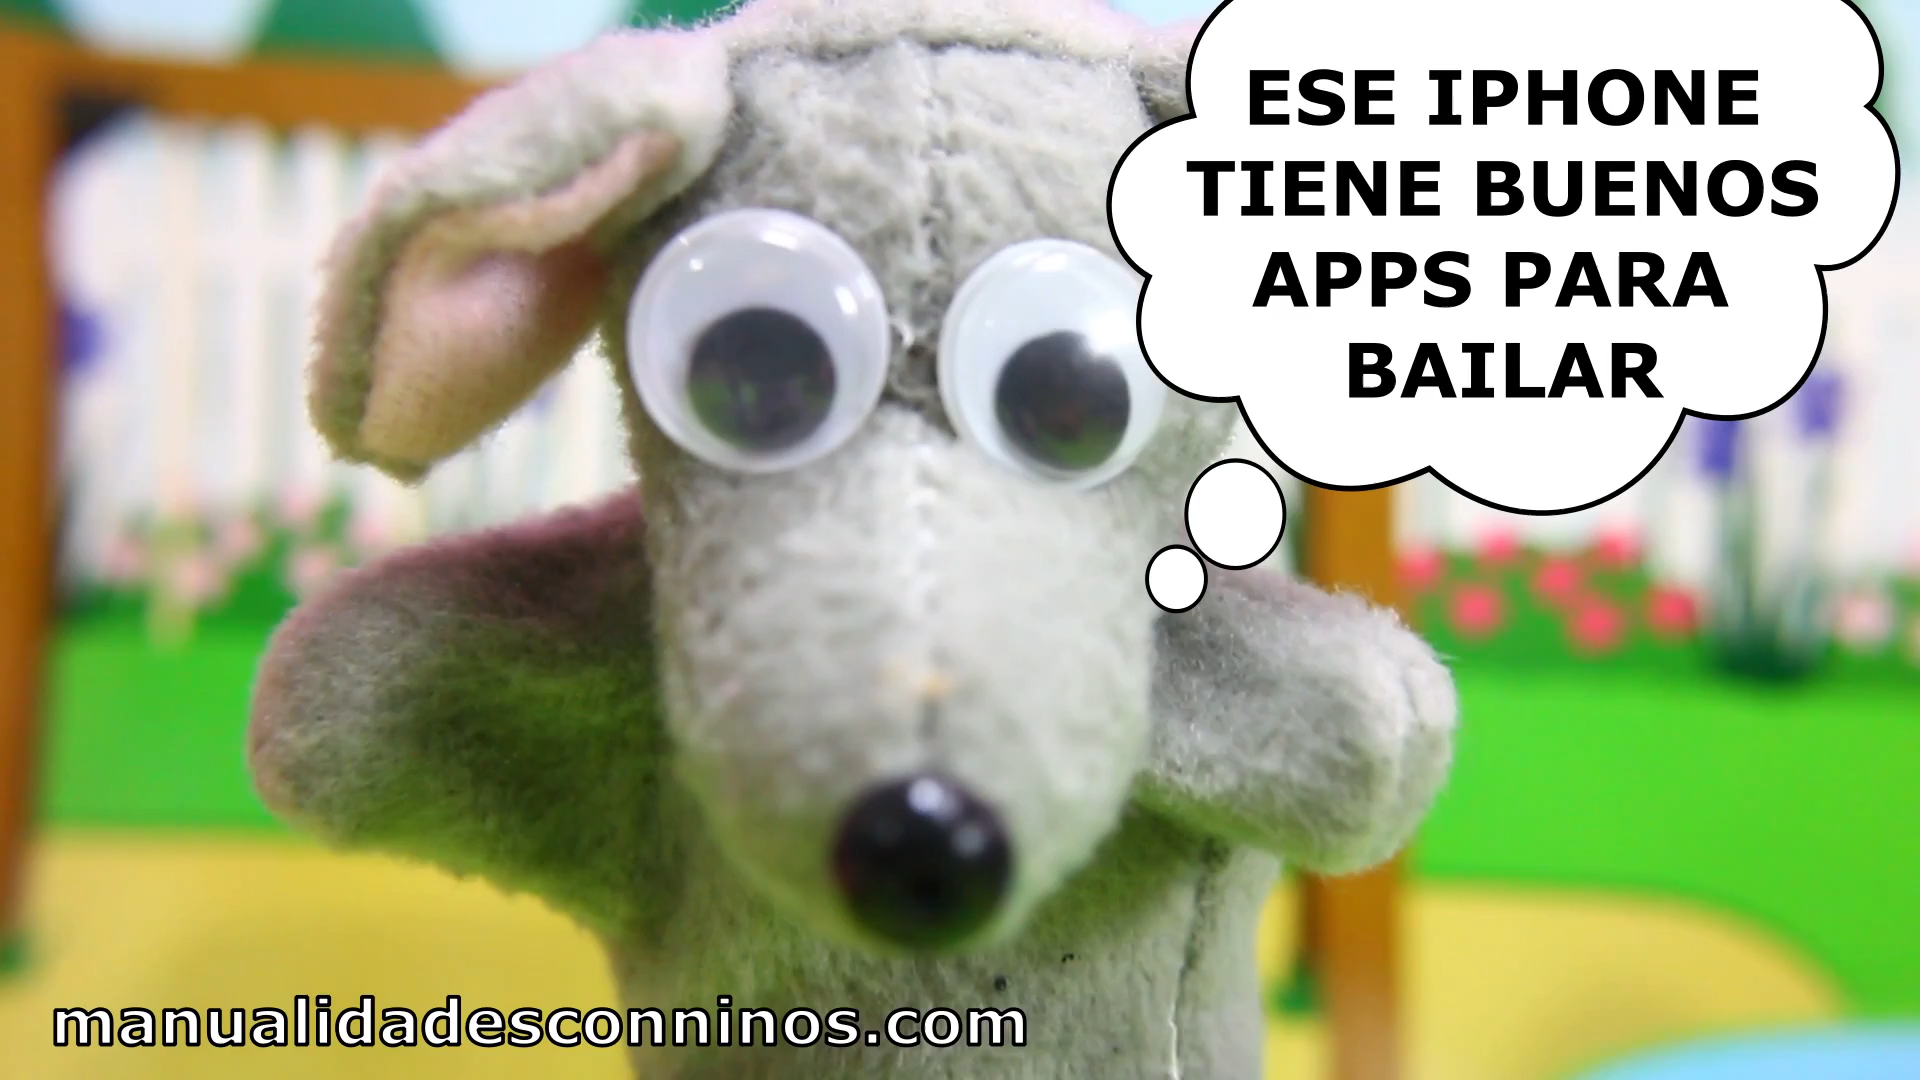 ESE IPHONE
TIENE BUENOS
APPS PARA
BAILAR
manualidadesconninos.com